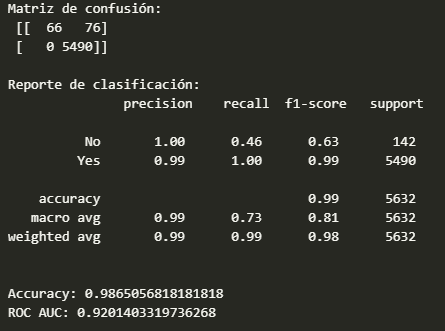 Matriz de confusión:
[[  66   76]
[   0 5490]]
Reporte de clasificación:
precision    recall  f1-score   support
No       1.00      0.46      0.63       142
Yes       0.99      1.00      0.99      5490
accuracy                           0.99      5632
macro avg       0.99      0.73      0.81      5632
weighted avg       0.99      0.99      0.98      5632
Accuracy: 0.9865056818181818
ROC AUC: 0.9201403319736268